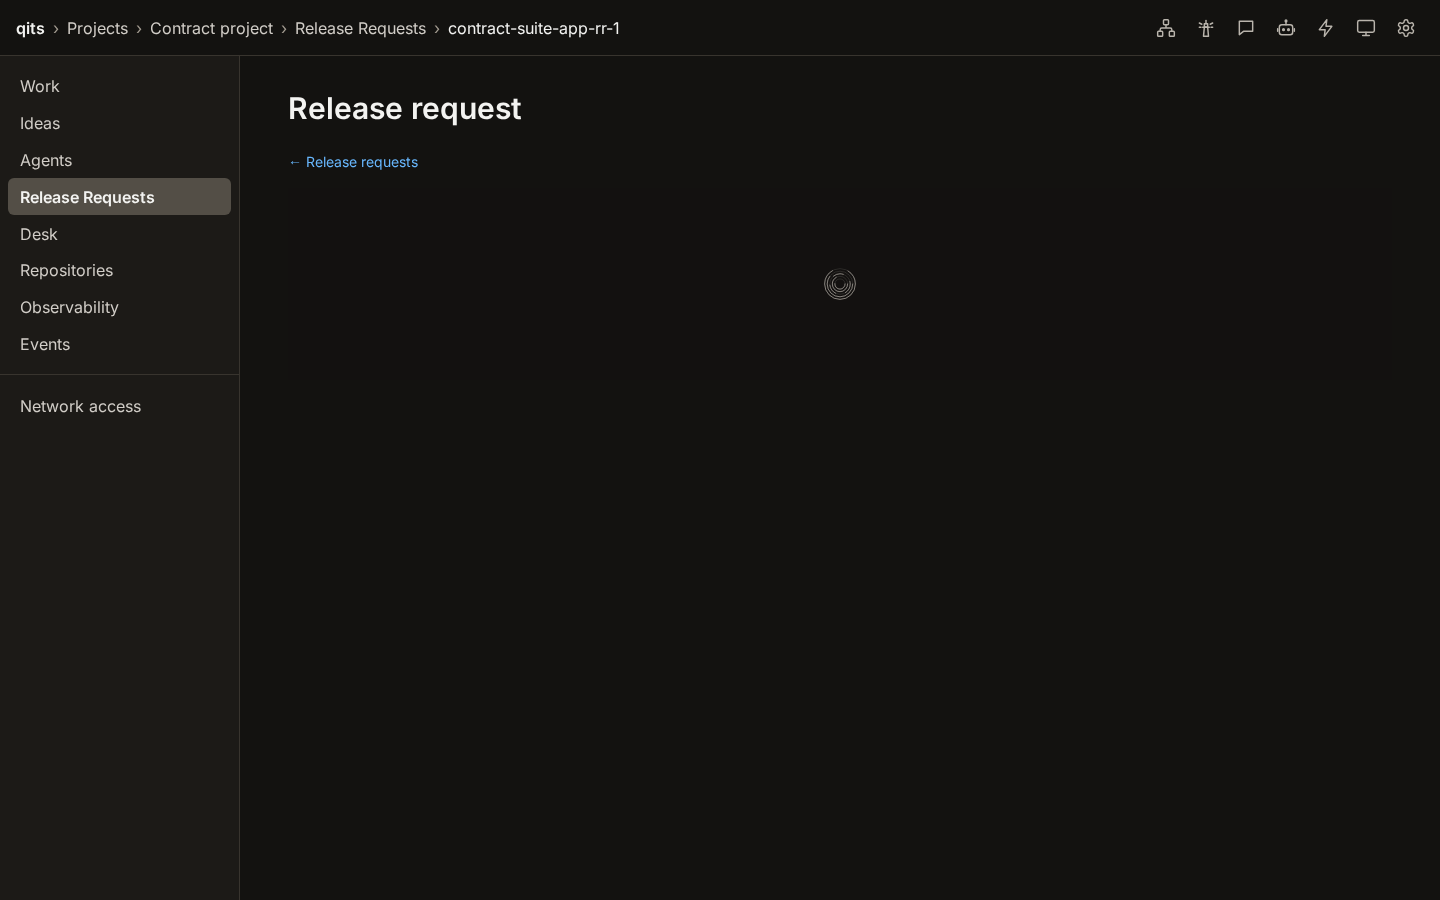 qits › Projects › Contract project › Release Requests › contract-suite-app-rr-1
Work
Ideas
Agents
Release Requests
Desk
Repositories
Observability
Events
Network access
Release request
← Release requests